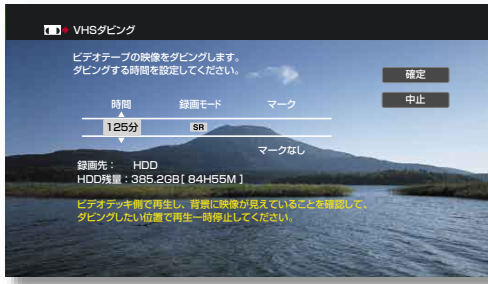 VHSダビング
ビデオテープの映像をダビングします。
ダビングする時間を設定してください。
確定
中止
時間 録画モード マーク
125分 SR
マークなし
録画先： HDD
HDD残量：385.2GB[ 84H55M ]
ビデオデッキ側で再生し、背景に映像が見えていることを確認して、
ダビングしたい位置で再生一時停止してください。